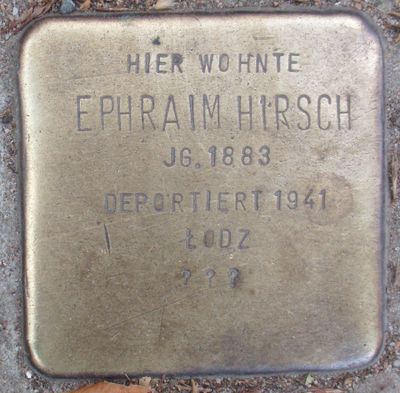 HIER WOHNTE
EPHRAIM HIRSCH
JG. 1883
DEPORTIERT 1941
ŁODZ
? ? ?